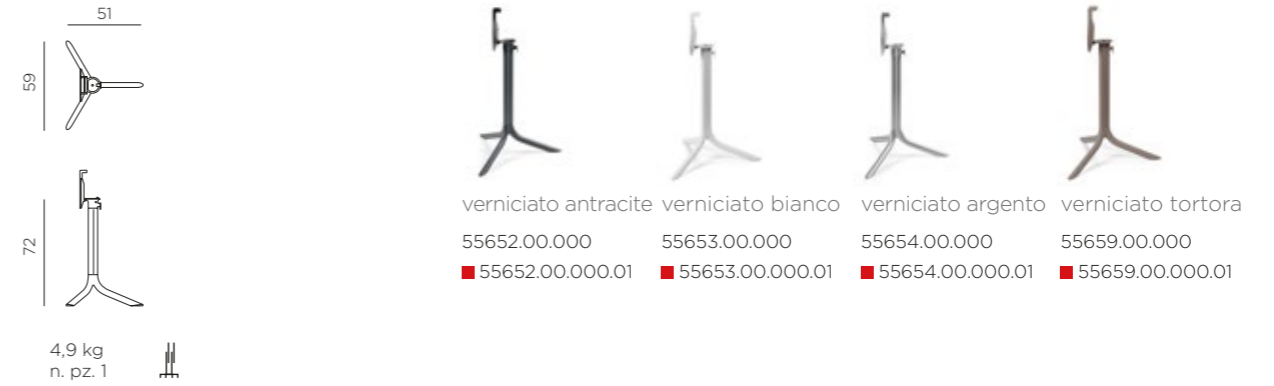 51
59
72
4,9 kg
n. pz. 1
verniciato antracite
55652.00.000
55652.00.000.01
verniciato bianco
55653.00.000
55653.00.000.01
verniciato argento
55654.00.000
55654.00.000.01
verniciato tortora
55659.00.000
55659.00.000.01